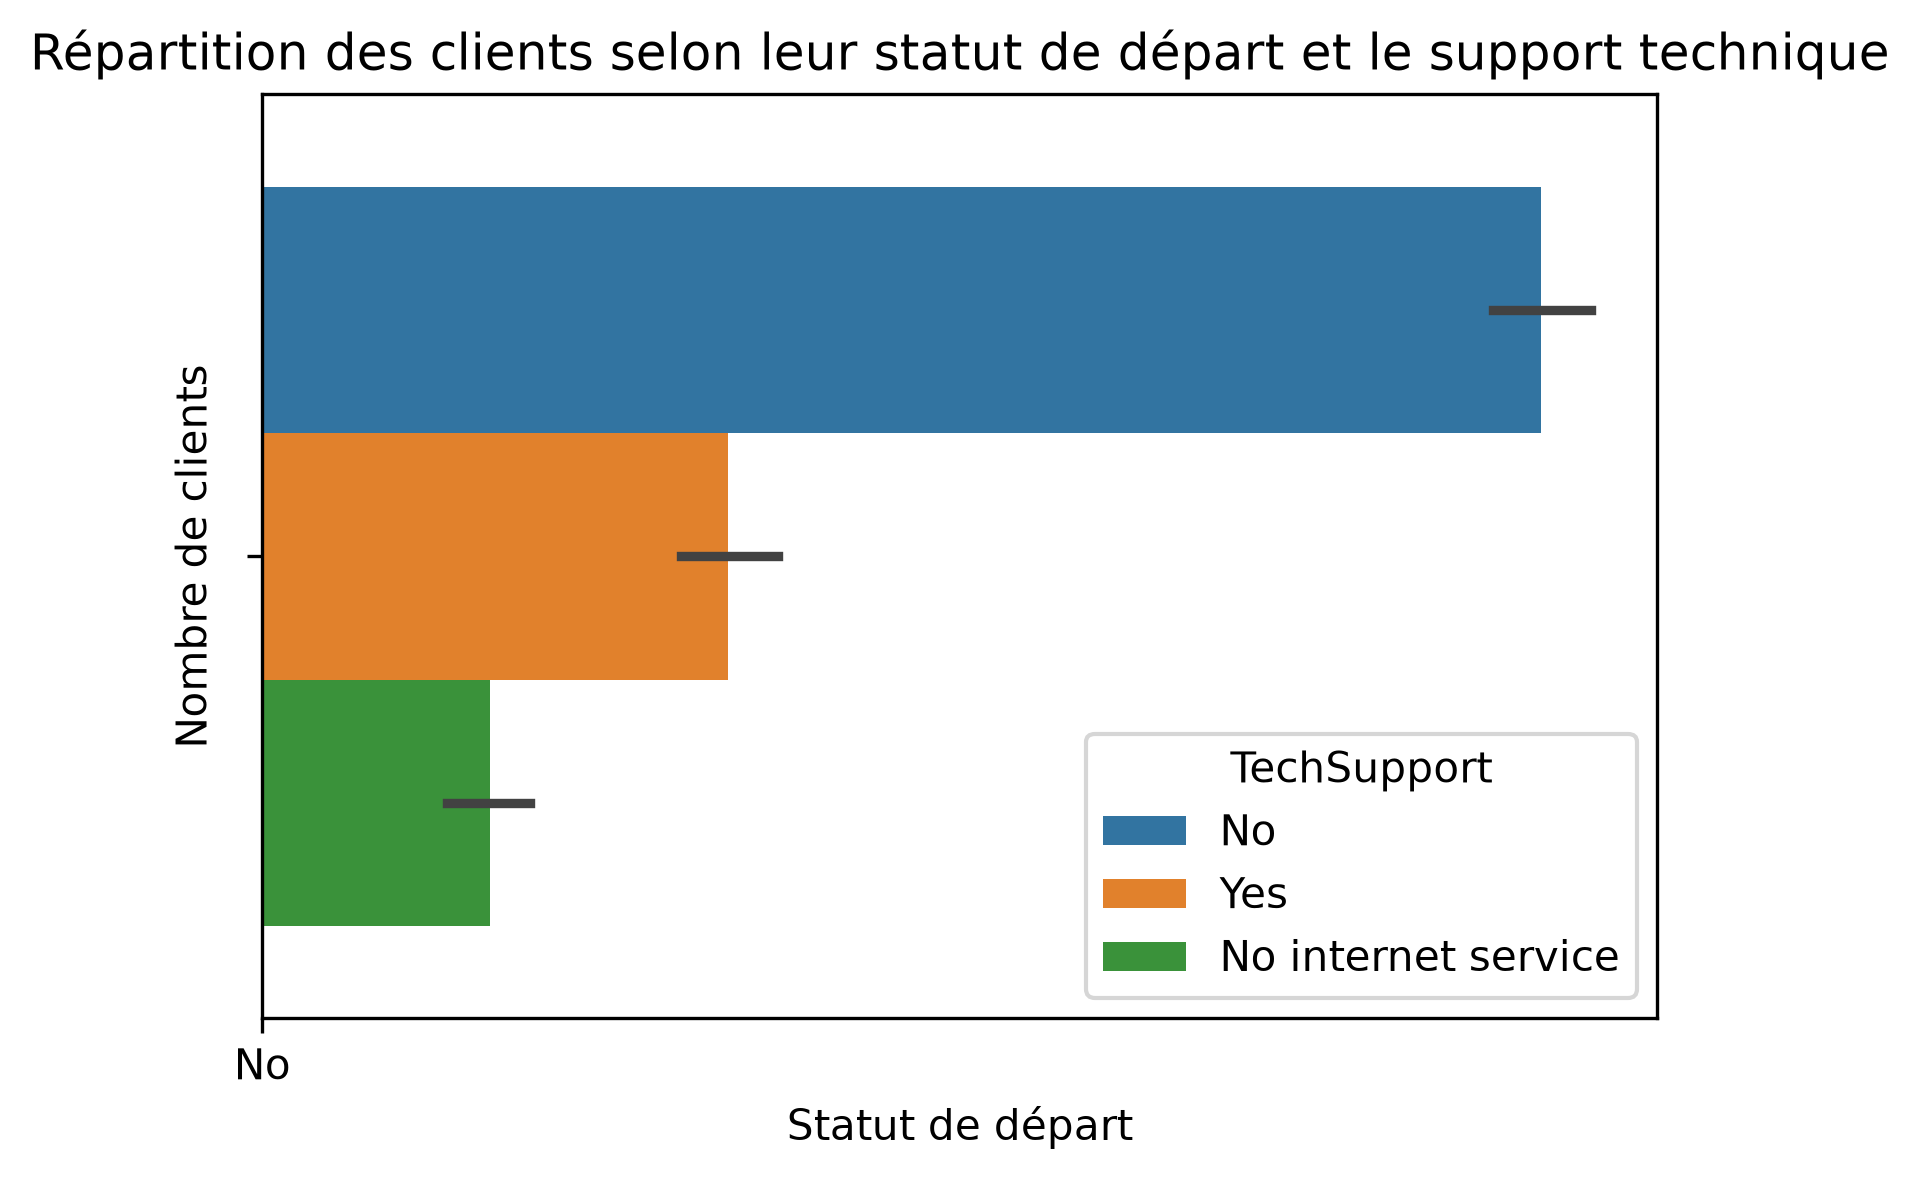 Répartition des clients selon leur statut de départ et le support technique
Nombre de clients
TechSupport
No
Yes
No internet service
No
Statut de départ